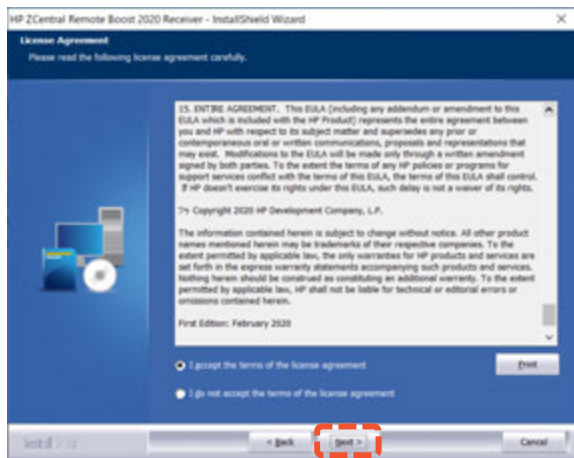 HP ZCentral Remote Boost 2020 Receiver - InstallShield Wizard
License Agreement
Please read the following license agreement carefully.
15. ENTIRE AGREEMENT. This EULA (including any addendum or amendment to this
EULA which is included with the HP Product) represents the entire agreement between
you and HP with respect to its subject matter and supersedes any prior or
contemporaneous oral or written communications, proposals and representations that
may exist. Modifications to the EULA will be made only through a written amendment
signed by both parties. To the extent the terms of any HP policies or programs for
support services conflict with the terms of this EULA, the terms of this EULA shall control.
If HP doesn't exercise its rights under this EULA, such delay is not a waiver of its rights.
Copyright 2020 HP Development Company, L.P.
The information contained herein is subject to change without notice. All other product
names mentioned herein may be trademarks of their respective companies. To the
extent permitted by applicable law, the only warranties for HP products and services are
set forth in the express warranty statements accompanying such products and services.
Nothing herein should be construed as constituting an additional warranty. To the extent
permitted by applicable law, HP shall not be liable for technical or editorial errors or
omissions contained herein.
First Edition: February 2020
I accept the terms of the license agreement
Print
I do not accept the terms of the license agreement
< Back
Next >
Cancel